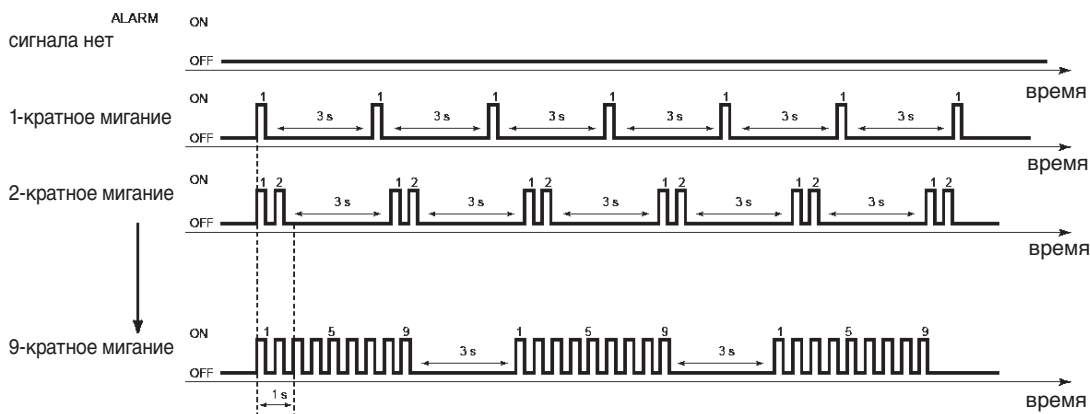 ALARM ON
сигнала нет
OFF
время
ON 1 1 1 1 1 1 1
1-кратное мигание 3 s 3 s 3 s 3 s 3 s 3 s
OFF
время
ON 1 2 1 2 1 2 1 2 1 2 1 2
2-кратное мигание 3 s 3 s 3 s 3 s 3 s
OFF
время
ON 1 5 9 1 5 9 1 5 9
9-кратное мигание 3 s 3 s
OFF
1 s
время